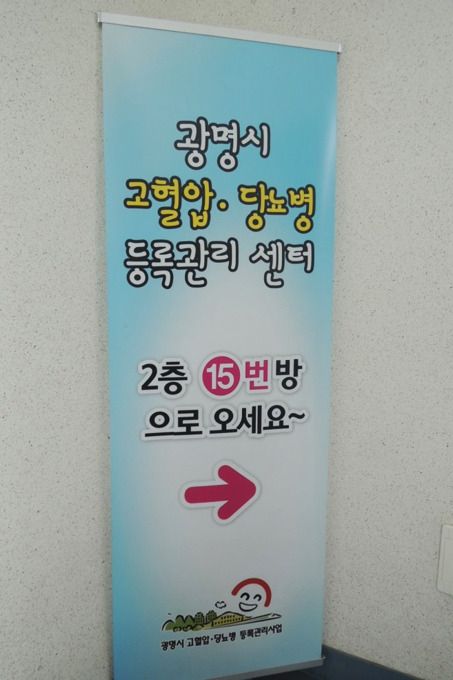 광명시
고혈압·당뇨병
등록관리 센터
2층 15번방
으로 오세요~
광명시 고혈압·당뇨병 등록관리사업